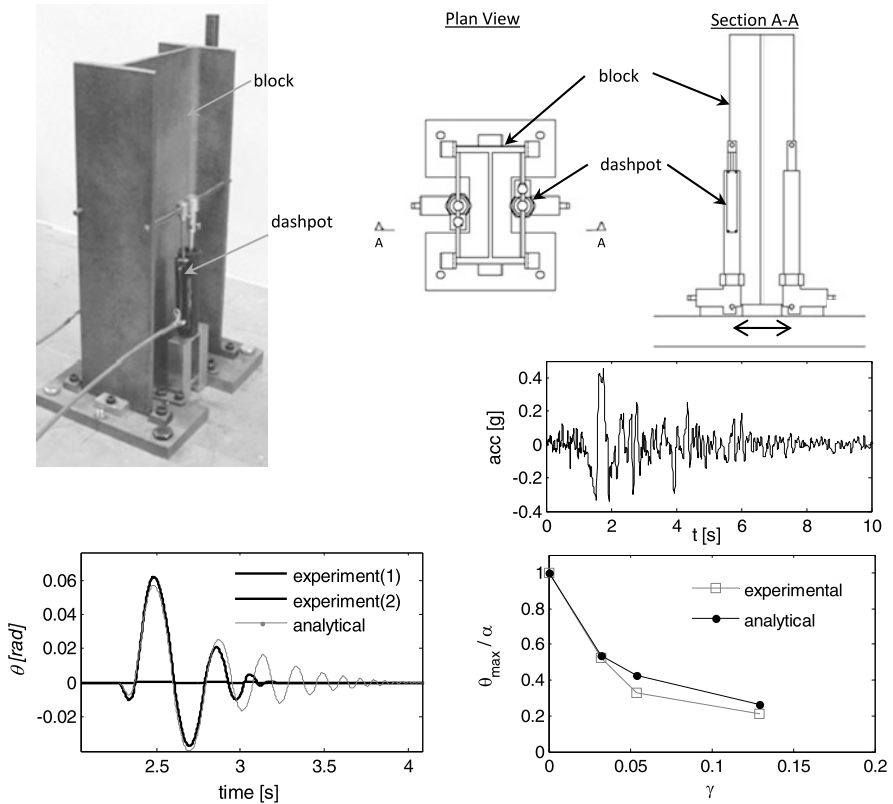 Plan View
Section A-A
block
block
dashpot
dashpot
A
A
0.4
0.2
0
-0.2
-0.4
acc [g]
0
2
4
6
8
10
t [s]
0.06
0.04
0.02
0
-0.02
θ [rad]
experiment(1)
experiment(2)
analytical
2.5
3
3.5
4
time [s]
1
0.8
0.6
0.4
0.2
0
θmax / α
experimental
analytical
0
0.05
0.1
0.15
0.2
γ